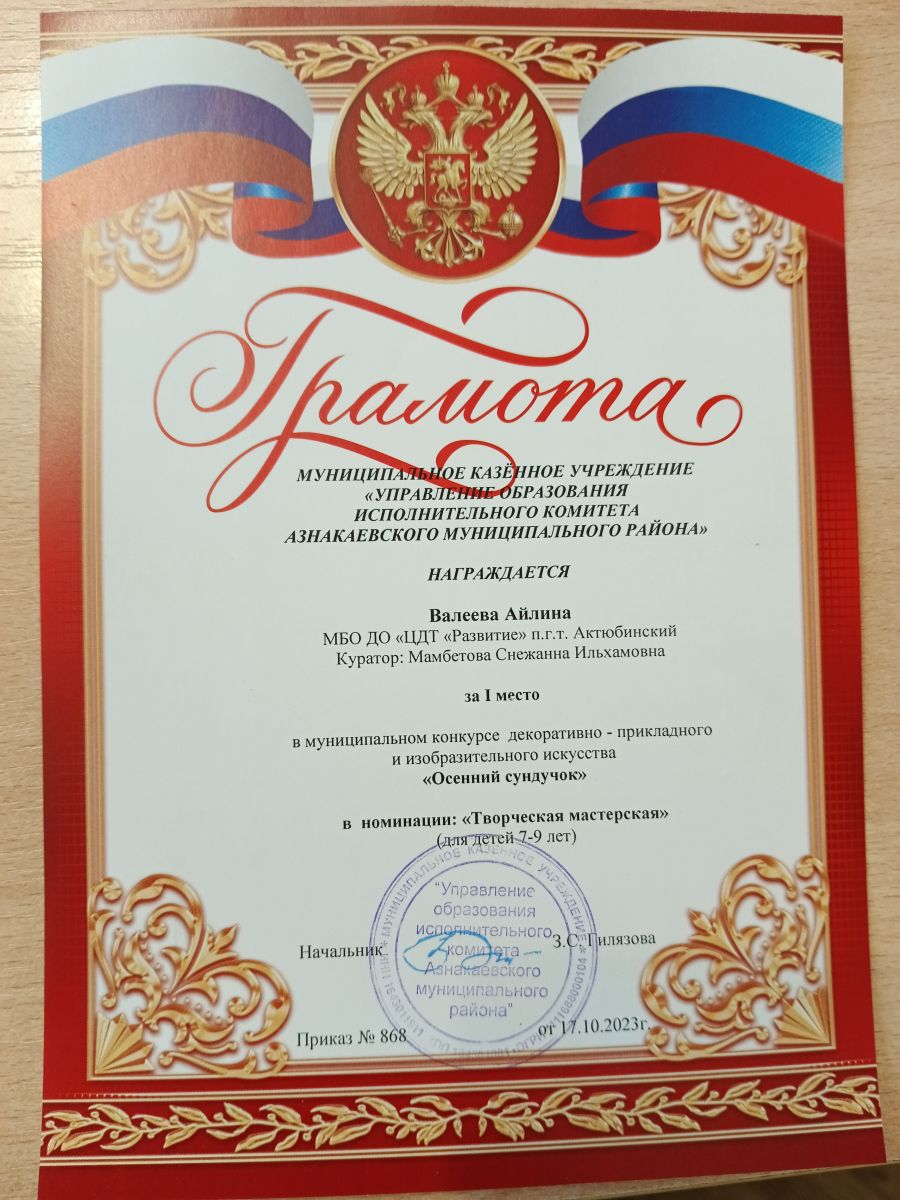 Грамота
МУНИЦИПАЛЬНОЕ КАЗЁННОЕ УЧРЕЖДЕНИЕ
«УПРАВЛЕНИЕ ОБРАЗОВАНИЯ
ИСПОЛНИТЕЛЬНОГО КОМИТЕТА
АЗНАКАЕВСКОГО МУНИЦИПАЛЬНОГО РАЙОНА»
НАГРАЖДАЕТСЯ
Валеева Айлина
МБО ДО «ЦДТ «Развитие» п.г.т. Актюбинский
Куратор: Мамбетова Снежанна Ильхамовна
за I место
в муниципальном конкурсе декоративно - прикладного
и изобразительного искусства
«Осенний сундучок»
в номинации: «Творческая мастерская»
(для детей 7-9 лет)
МУНИЦИПАЛЬНОЕ КАЗЕННОЕ УЧРЕЖДЕНИЕ
"Управление
образования
исполнительного
комитета
Азнакаевского
муниципального
района"
Начальник З.С. Гилязова
Приказ № 868 от 17.10.2023г.